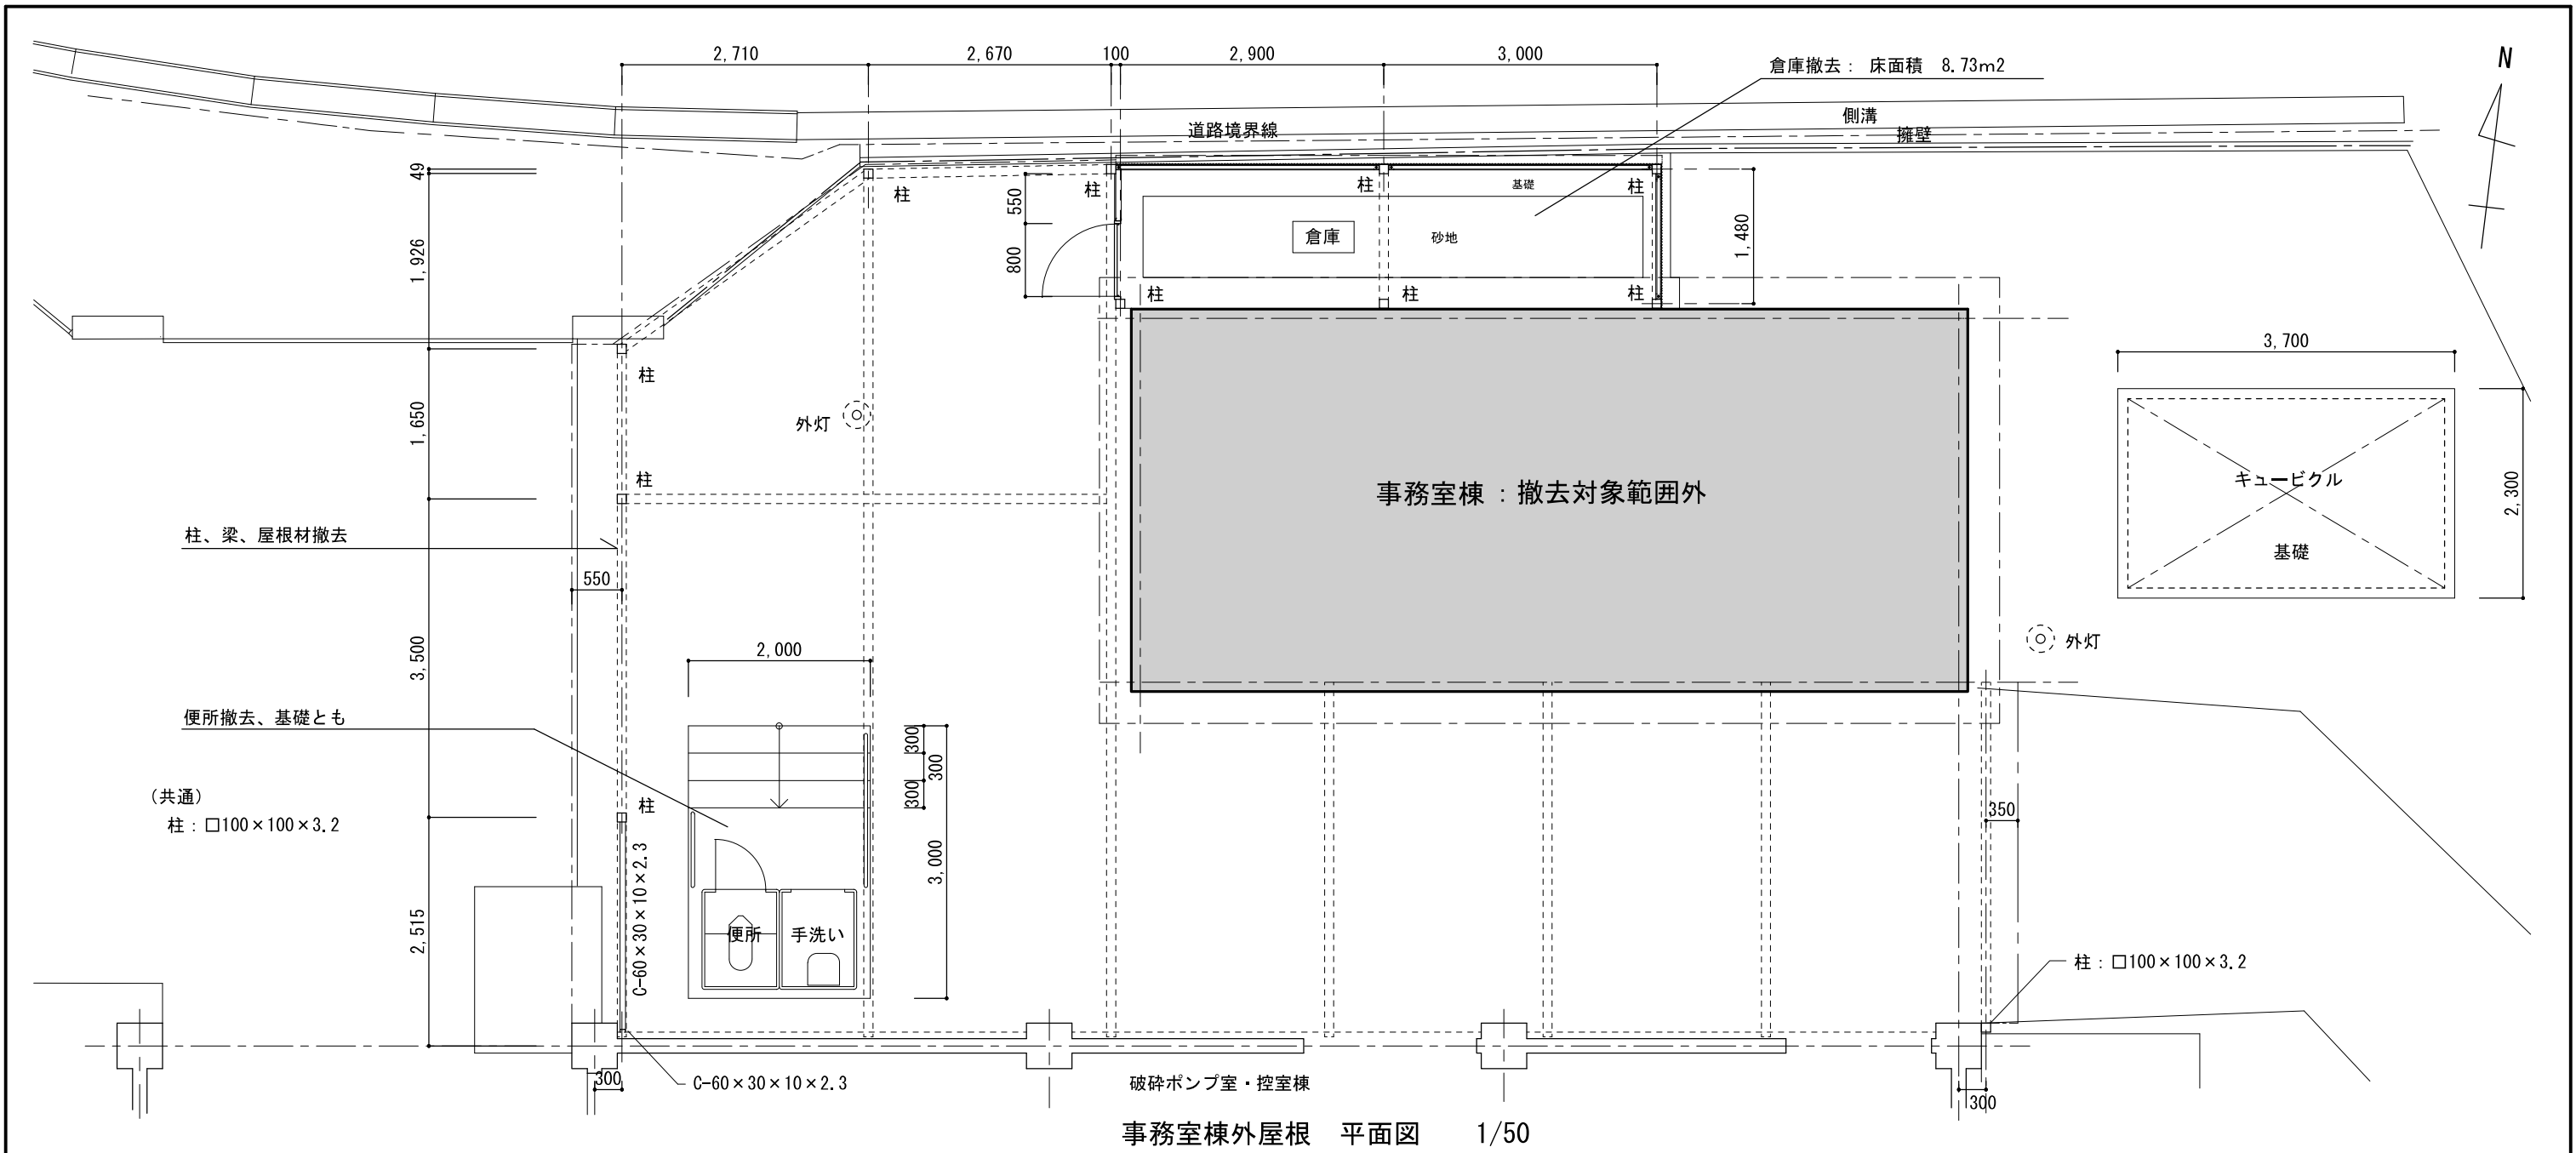 2,710
2,670
100
2,900
3,000
倉庫撤去： 床面積 8.73m2
N
側溝
道路境界線
擁壁
49
柱
柱
柱
基礎
柱
550
1,926
倉庫
砂地
1,480
800
柱
柱
柱
3,700
柱
1,650
外灯
柱
キュービクル
事務室棟：撤去対象範囲外
2,300
柱、梁、屋根材撤去
基礎
550
外灯
2,000
3,500
便所撤去、基礎とも
300
300
300
（共通）
柱
350
柱：□100×100×3.2
C-60×30×10×2.3
3,000
2,515
便所
手洗い
柱：□100×100×3.2
300
C-60×30×10×2.3
破砕ポンプ室・控室棟
300
事務室棟外屋根 平面図 1/50